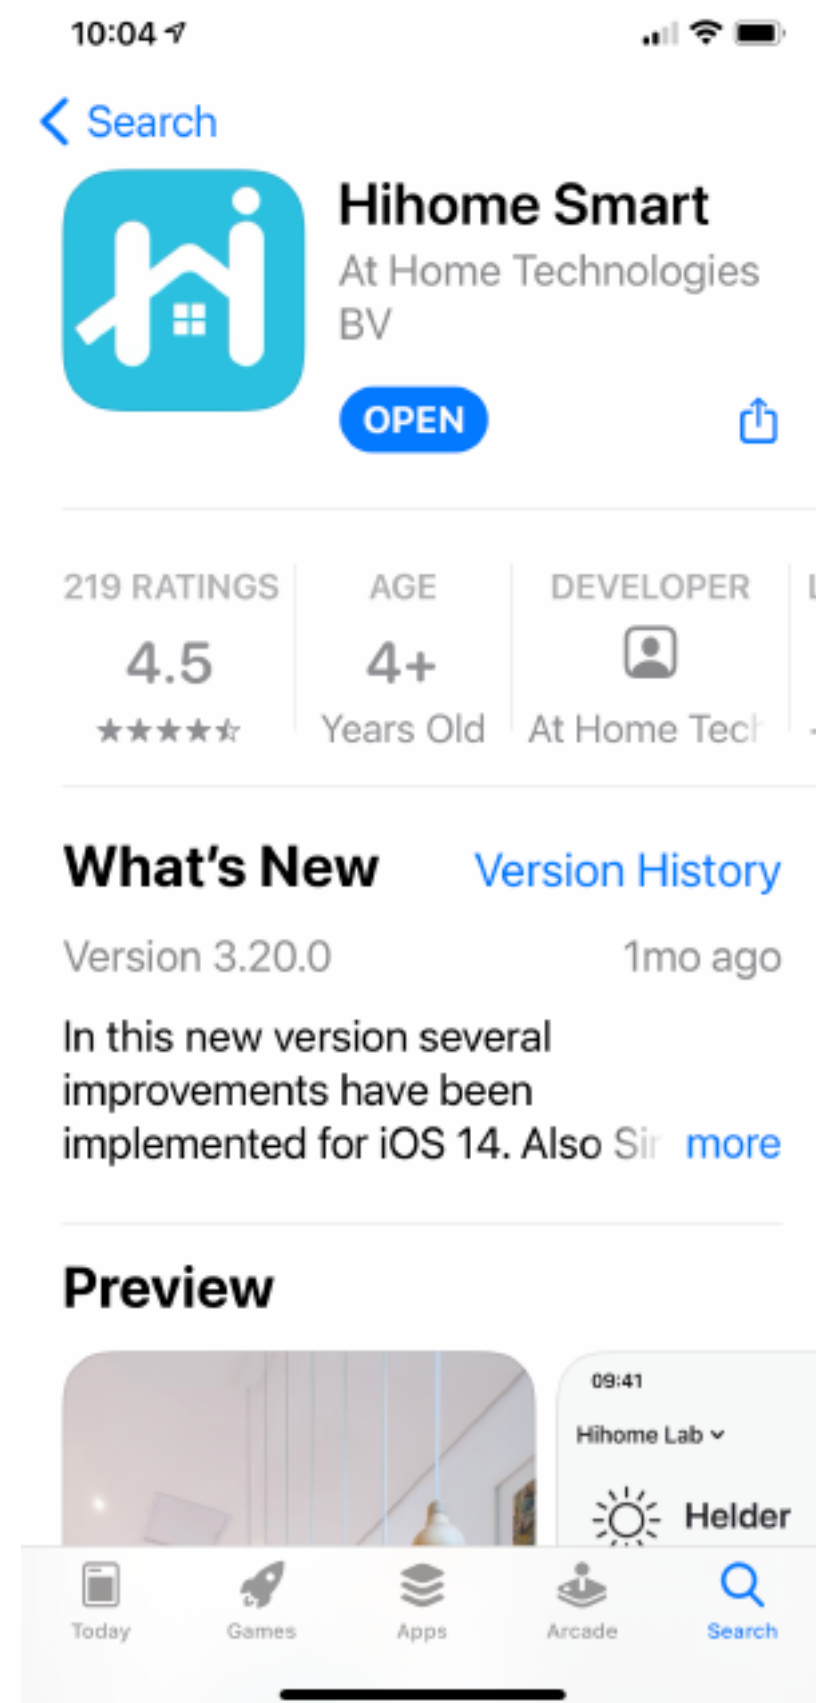 10:04
Search
Hihome Smart
At Home Technologies
BV
OPEN
219 RATINGS
4.5
AGE
4+
Years Old
DEVELOPER
At Home Tech
What's New
Version History
Version 3.20.0
1mo ago
In this new version several
improvements have been
implemented for iOS 14. Also
more
Preview
09:41
Hihome Lab
Helder
Today
Games
Apps
Arcade
Search